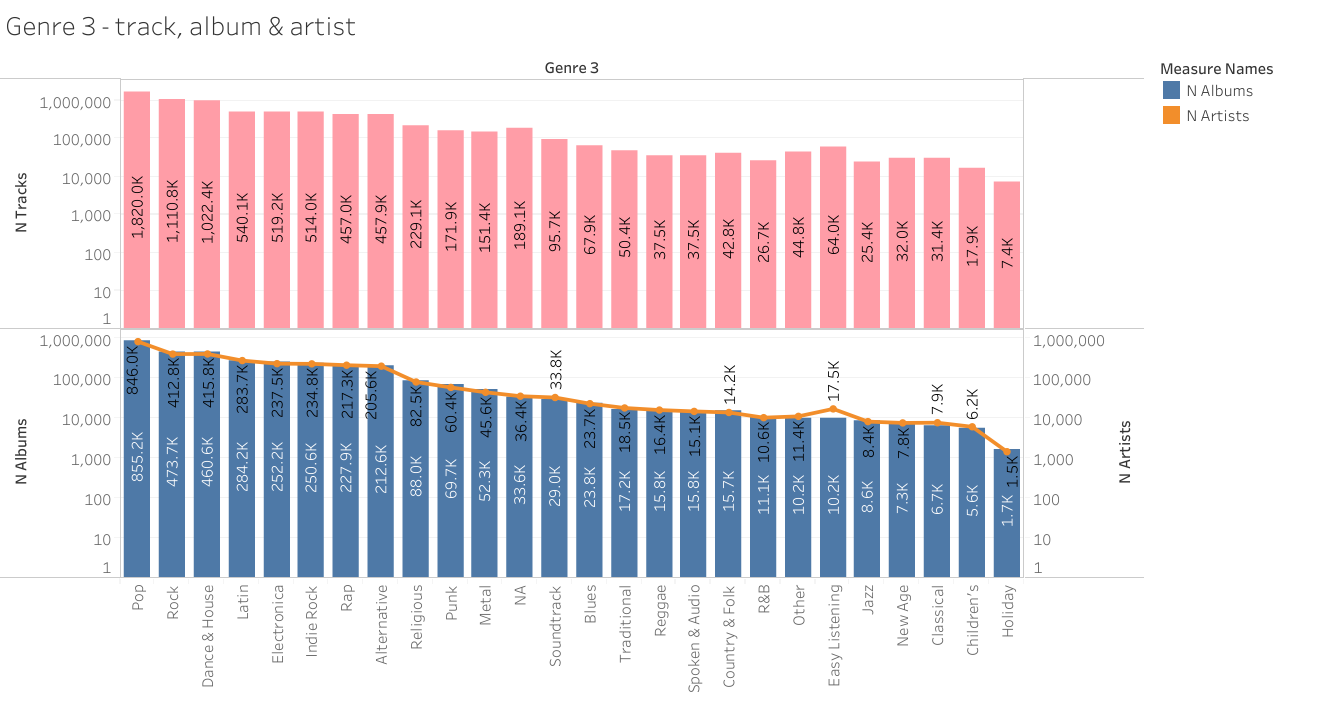 Genre 3 - track, album & artist
Genre 3
Measure Names
N Albums
N Artists
N Tracks
1,000,000
100,000
10,000
1,000
100
10
1
1,820.0K
1,110.8K
1,022.4K
540.1K
519.2K
514.0K
457.0K
457.9K
229.1K
171.9K
151.4K
189.1K
95.7K
67.9K
50.4K
37.5K
37.5K
42.8K
26.7K
44.8K
64.0K
25.4K
32.0K
31.4K
17.9K
7.4K
N Albums
1,000,000
100,000
10,000
1,000
100
10
1
846.0K
412.8K
415.8K
283.7K
237.5K
234.8K
217.3K
205.6K
82.5K
60.4K
45.6K
36.4K
33.8K
23.7K
18.5K
16.4K
15.1K
14.2K
10.6K
11.4K
17.5K
8.4K
7.8K
7.9K
6.2K
1.5K
855.2K
473.7K
460.6K
284.2K
252.2K
250.6K
227.9K
212.6K
88.0K
69.7K
52.3K
33.6K
29.0K
23.8K
17.2K
15.8K
15.8K
15.7K
11.1K
10.2K
10.2K
8.6K
7.3K
6.7K
5.6K
1.7K
1,000,000
100,000
10,000
1,000
100
10
1
N Artists
Pop
Rock
Dance & House
Latin
Electronica
Indie Rock
Rap
Alternative
Religious
Punk
Metal
NA
Soundtrack
Blues
Traditional
Reggae
Spoken & Audio
Country & Folk
R&B
Other
Easy Listening
Jazz
New Age
Classical
Children's
Holiday